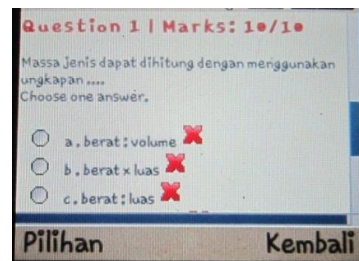 Question 1 | Marks: 10/10
Massa jenis dapat dihitung dengan menggunakan
ungkapan ....
Choose one answer.
a. berat : volume
b. berat x luas
c. berat : luas
Pilihan Kembali